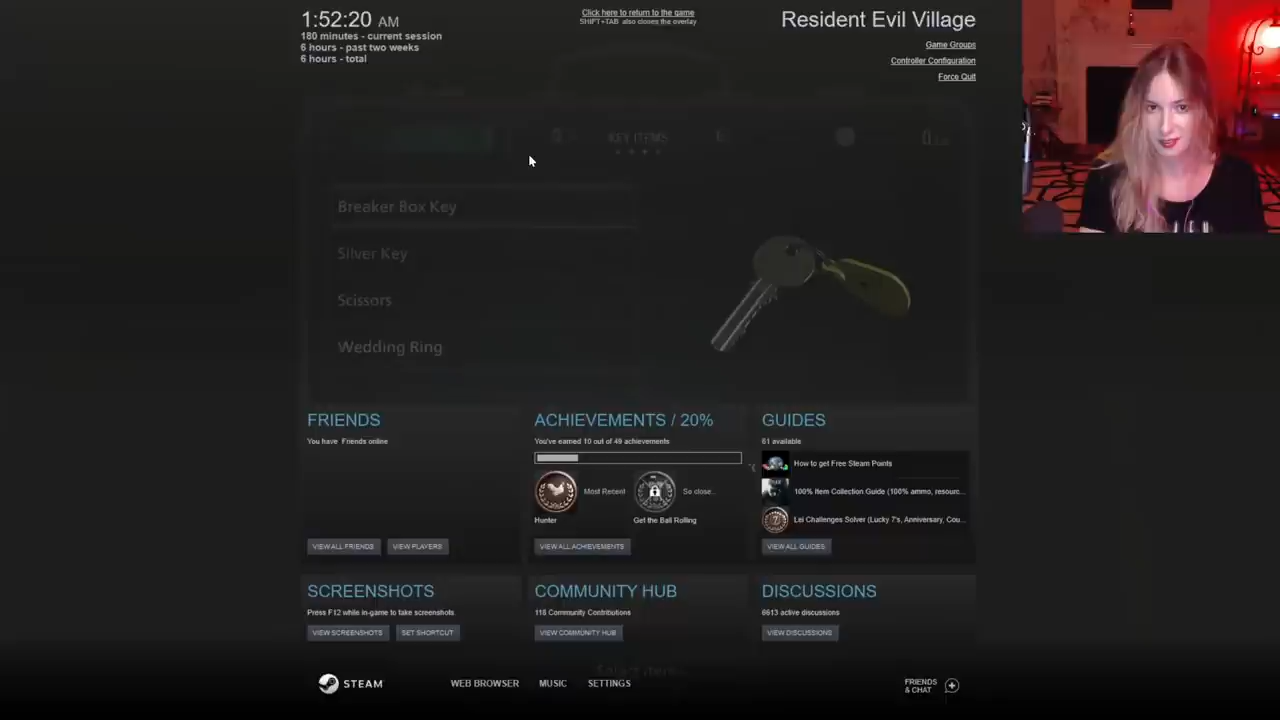 1:52:20 AM
180 minutes - current session
6 hours - past two weeks
6 hours - total
Click here to return to the game
SHIFT+TAB also closes the overlay
Resident Evil Village
Game Groups
Controller Configuration
Force Quit
KEY ITEMS
Breaker Box Key
Silver Key
Scissors
Wedding Ring
FRIENDS
You have Friends online
VIEW ALL FRIENDS
VIEW PLAYERS
ACHIEVEMENTS / 20%
You've earned 10 out of 49 achievements
Most Recent
So close...
Hunter
Get the Ball Rolling
VIEW ALL ACHIEVEMENTS
GUIDES
61 available
How to get Free Steam Points
100% Item Collection Guide (100% ammo, resourc...
Lei Challenges Solver (Lucky 7's, Anniversary, Cou...
VIEW ALL GUIDES
SCREENSHOTS
Press F12 while in-game to take screenshots.
VIEW SCREENSHOTS
SET SHORTCUT
COMMUNITY HUB
118 Community Contributions
VIEW COMMUNITY HUB
DISCUSSIONS
6613 active discussions
VIEW DISCUSSIONS
Select item
STEAM
WEB BROWSER
MUSIC
SETTINGS
FRIENDS
& CHAT